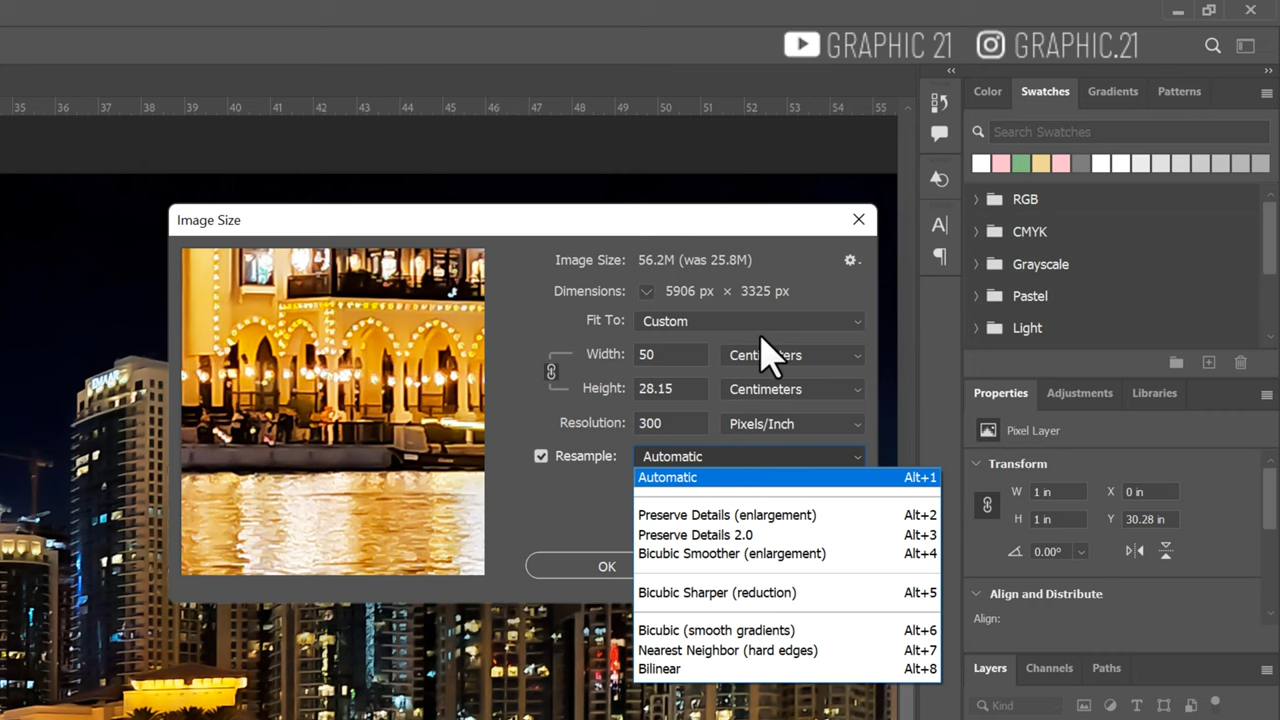 GRAPHIC 21 GRAPHIC.21
35 36 37 38 39 40 41 42 43 44 45 46 47 48 49 50 51 52 53 54 55
Color Swatches Gradients Patterns
Search Swatches
RGB
CMYK
Grayscale
Pastel
Light
Image Size
Image Size: 56.2M (was 25.8M)
Dimensions: 5906 px × 3325 px
Fit To: Custom
Width: 50 Centimeters
Height: 28.15 Centimeters
Resolution: 300 Pixels/Inch
Resample: Automatic
Automatic Alt+1
Preserve Details (enlargement) Alt+2
Preserve Details 2.0 Alt+3
Bicubic Smoother (enlargement) Alt+4
Bicubic Sharper (reduction) Alt+5
Bicubic (smooth gradients) Alt+6
Nearest Neighbor (hard edges) Alt+7
Bilinear Alt+8
OK
EMAAR
Properties Adjustments Libraries
Pixel Layer
Transform
W 1 in X 0 in
H 1 in Y 30.28 in
0.00º
Align and Distribute
Align:
Layers Channels Paths
Kind